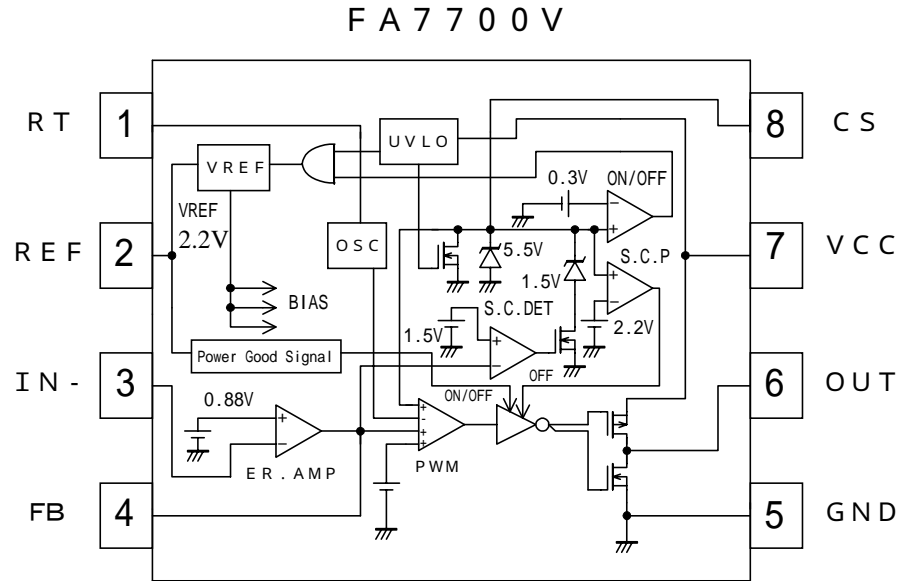 FA7700V
RT 1
8 CS
UVLO
VREF
ON/OFF
0.3V
VREF
2.2V
OSC
REF 2
7 VCC
5.5V
S.C.P
1.5V
BIAS
S.C.DET
1.5V
2.2V
Power Good Signal
IN- 3
6 OUT
OFF
ON/OFF
0.88V
ER.AMP
PWM
FB 4
5 GND